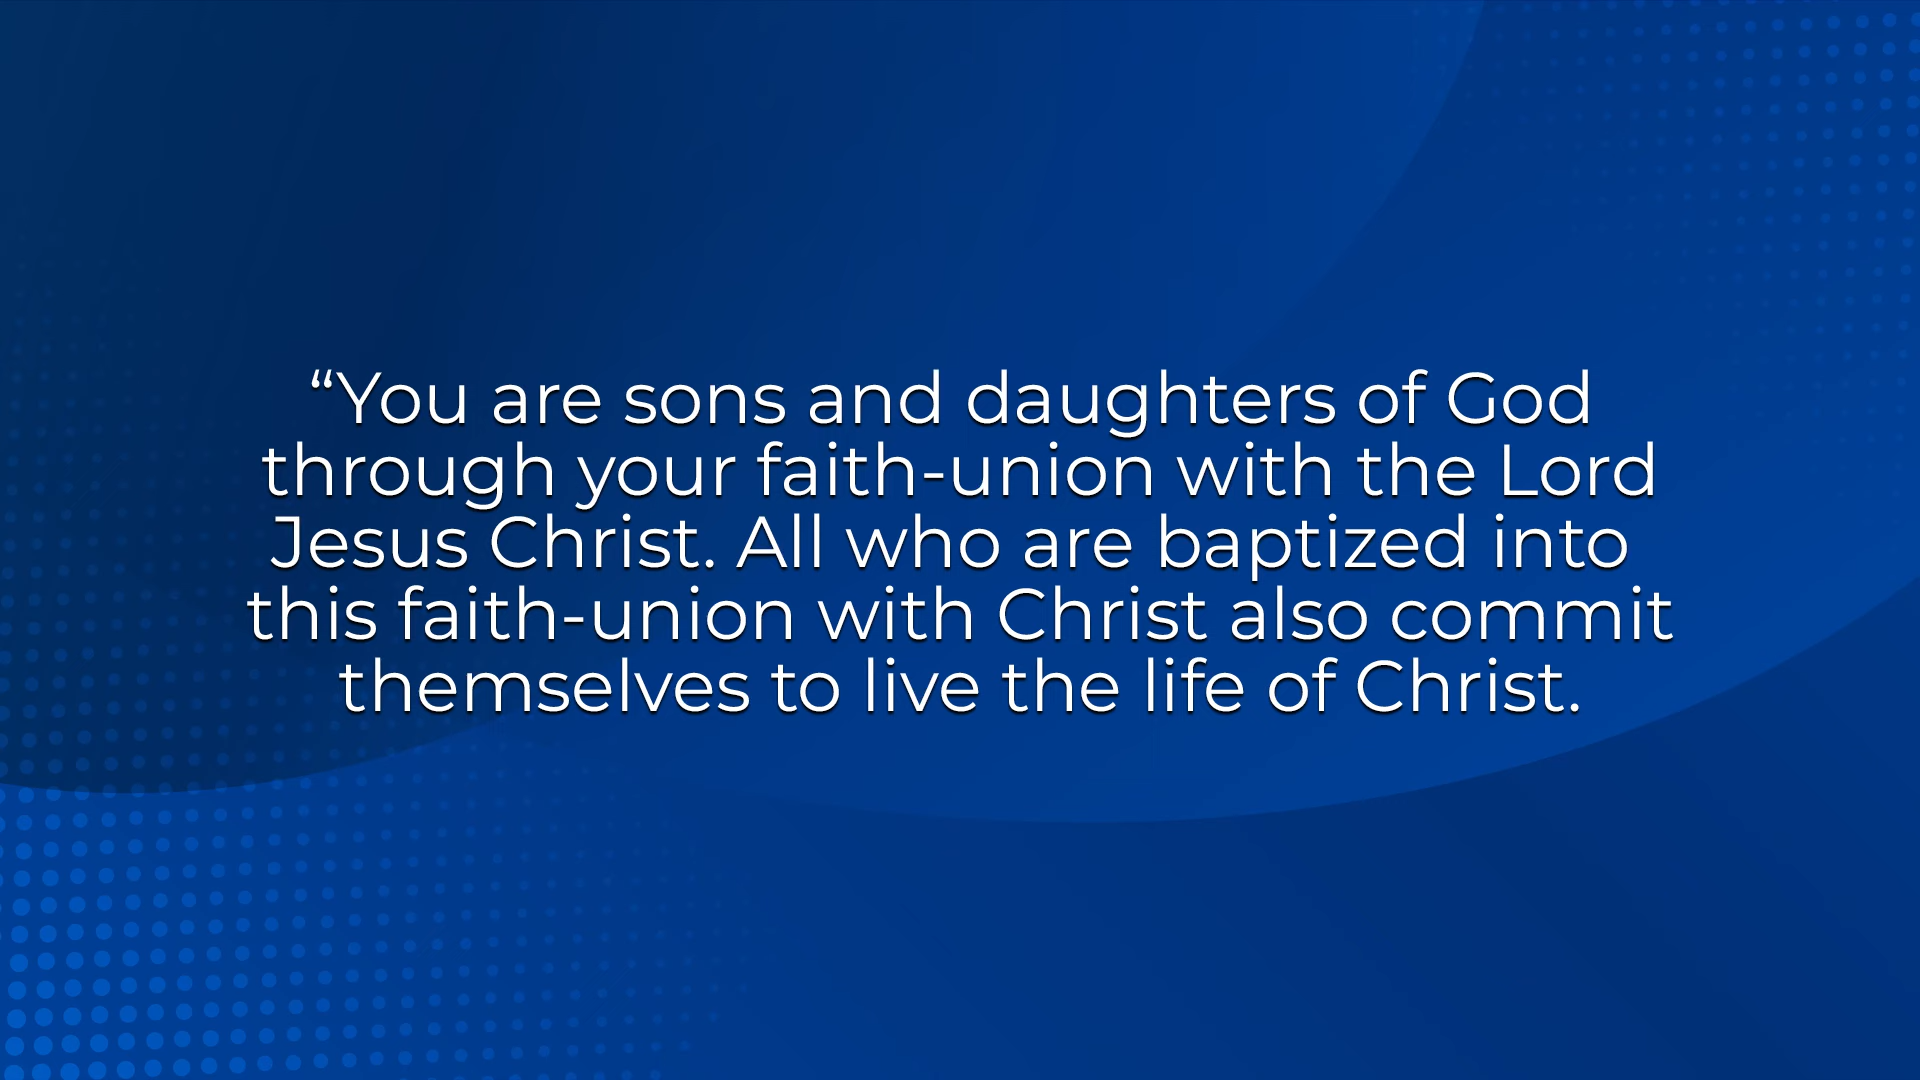 “You are sons and daughters of God
through your faith-union with the Lord
Jesus Christ. All who are baptized into
this faith-union with Christ also commit
themselves to live the life of Christ.